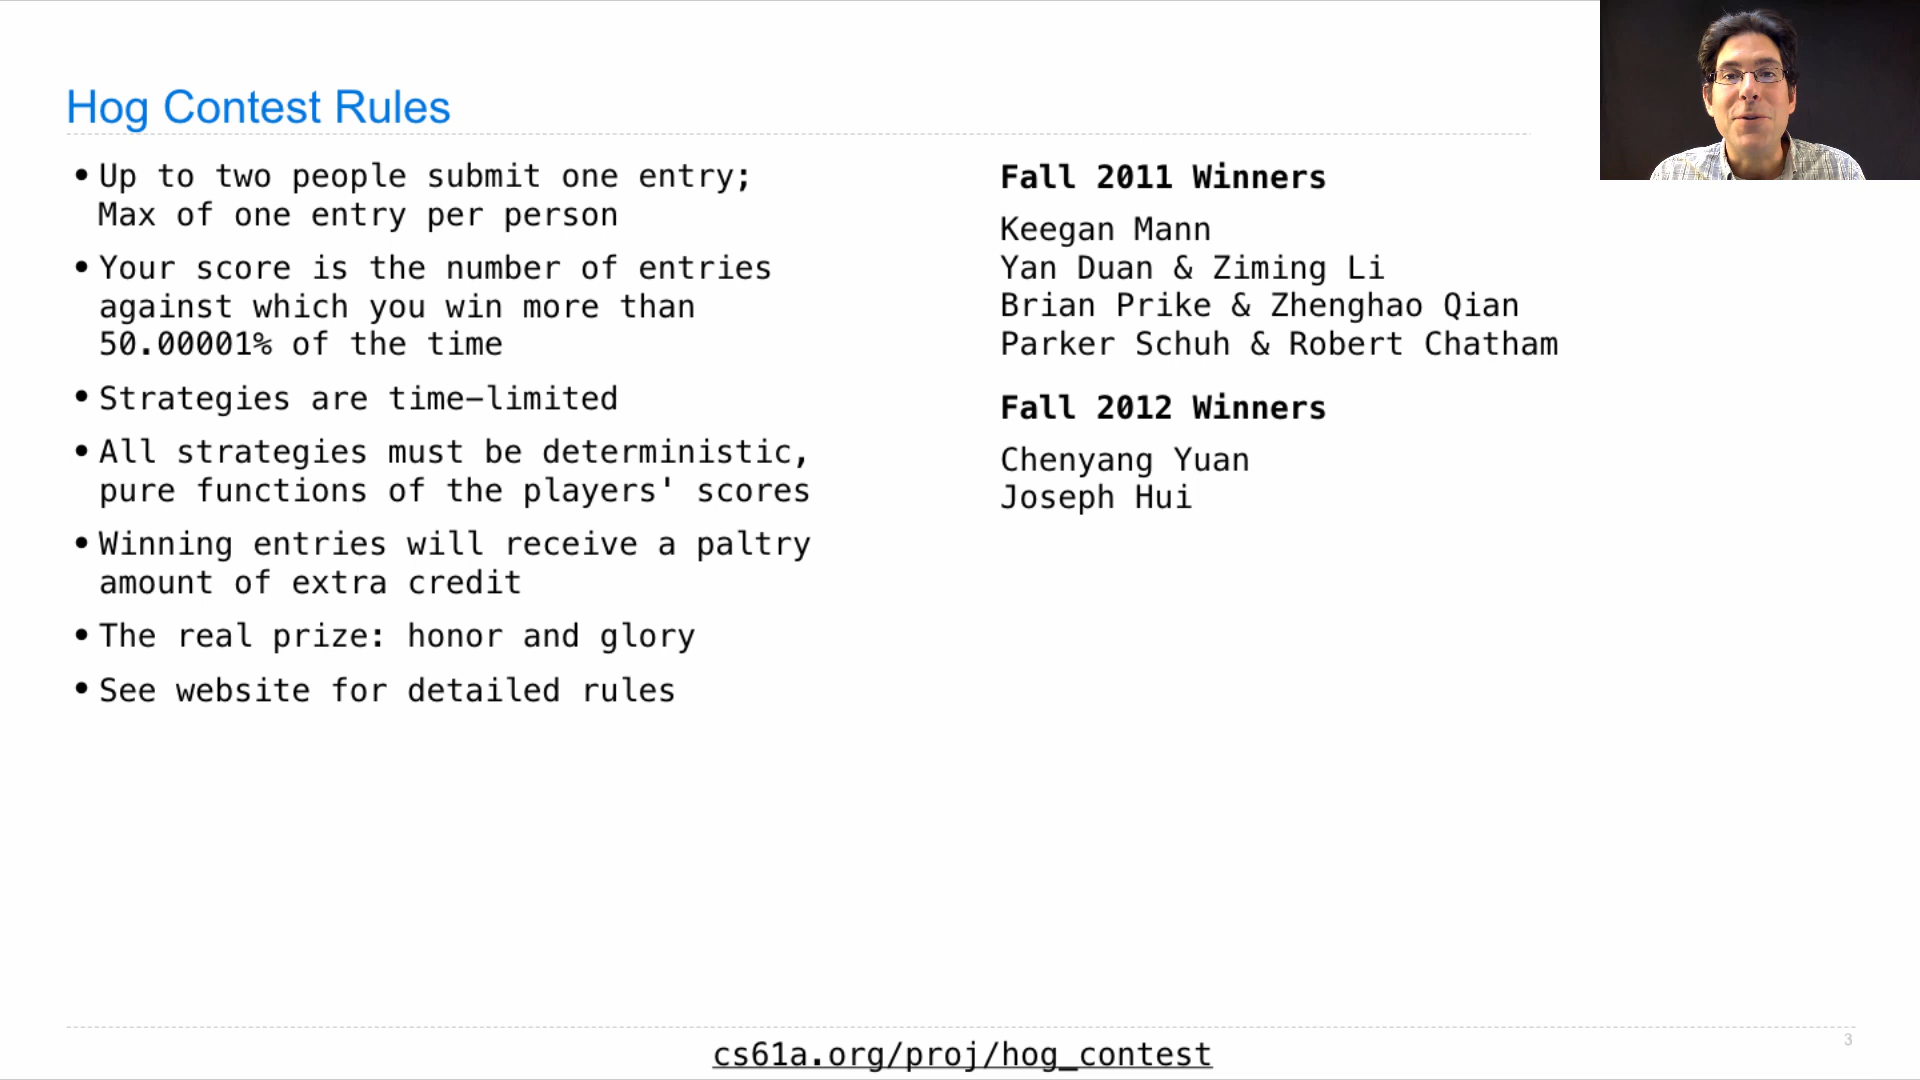 Hog Contest Rules
• Up to two people submit one entry;
Max of one entry per person
• Your score is the number of entries
against which you win more than
50.00001% of the time
• Strategies are time-limited
• All strategies must be deterministic,
pure functions of the players' scores
• Winning entries will receive a paltry
amount of extra credit
• The real prize: honor and glory
• See website for detailed rules
Fall 2011 Winners
Keegan Mann
Yan Duan & Ziming Li
Brian Prike & Zhenghao Qian
Parker Schuh & Robert Chatham
Fall 2012 Winners
Chenyang Yuan
Joseph Hui
cs61a.org/proj/hog_contest
3